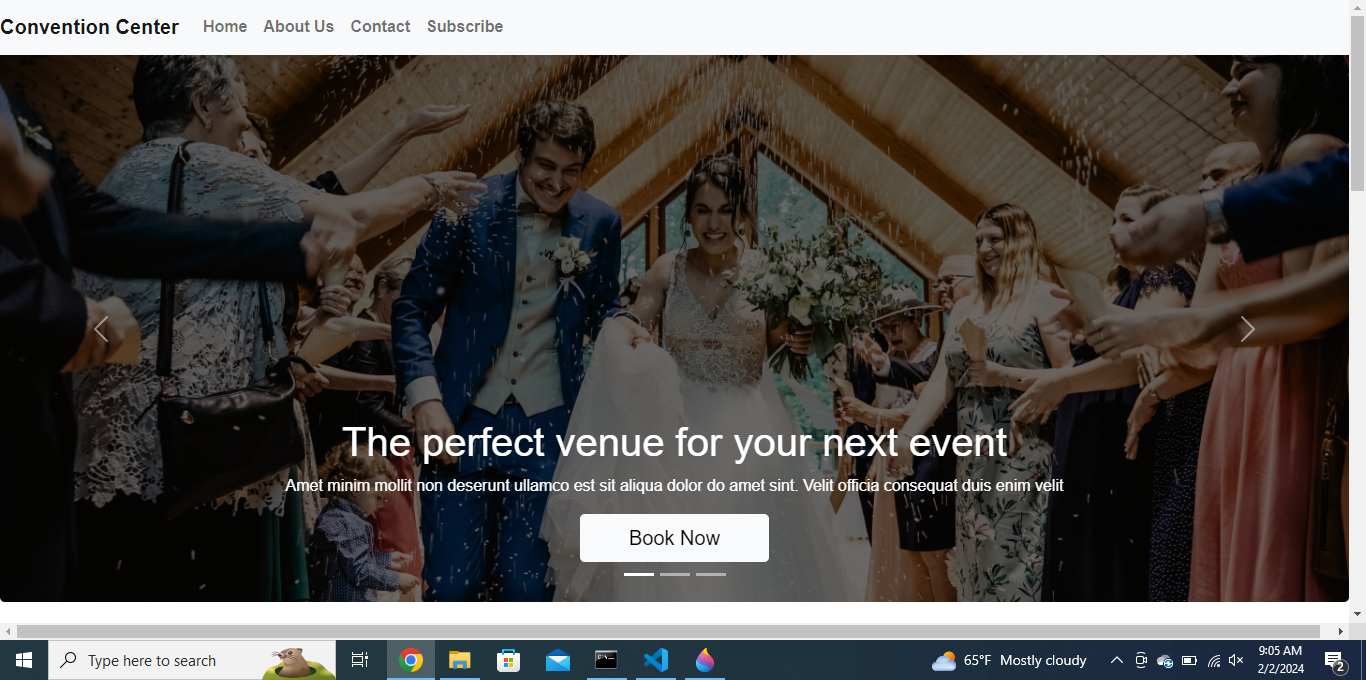 Convention Center Home About Us Contact Subscribe
The perfect venue for your next event
Amet minim mollit non deserunt ullamco est sit aliqua dolor do amet sint. Velit officia consequat duis enim velit
Book Now
Type here to search
65°F Mostly cloudy
9:05 AM
2/2/2024
2